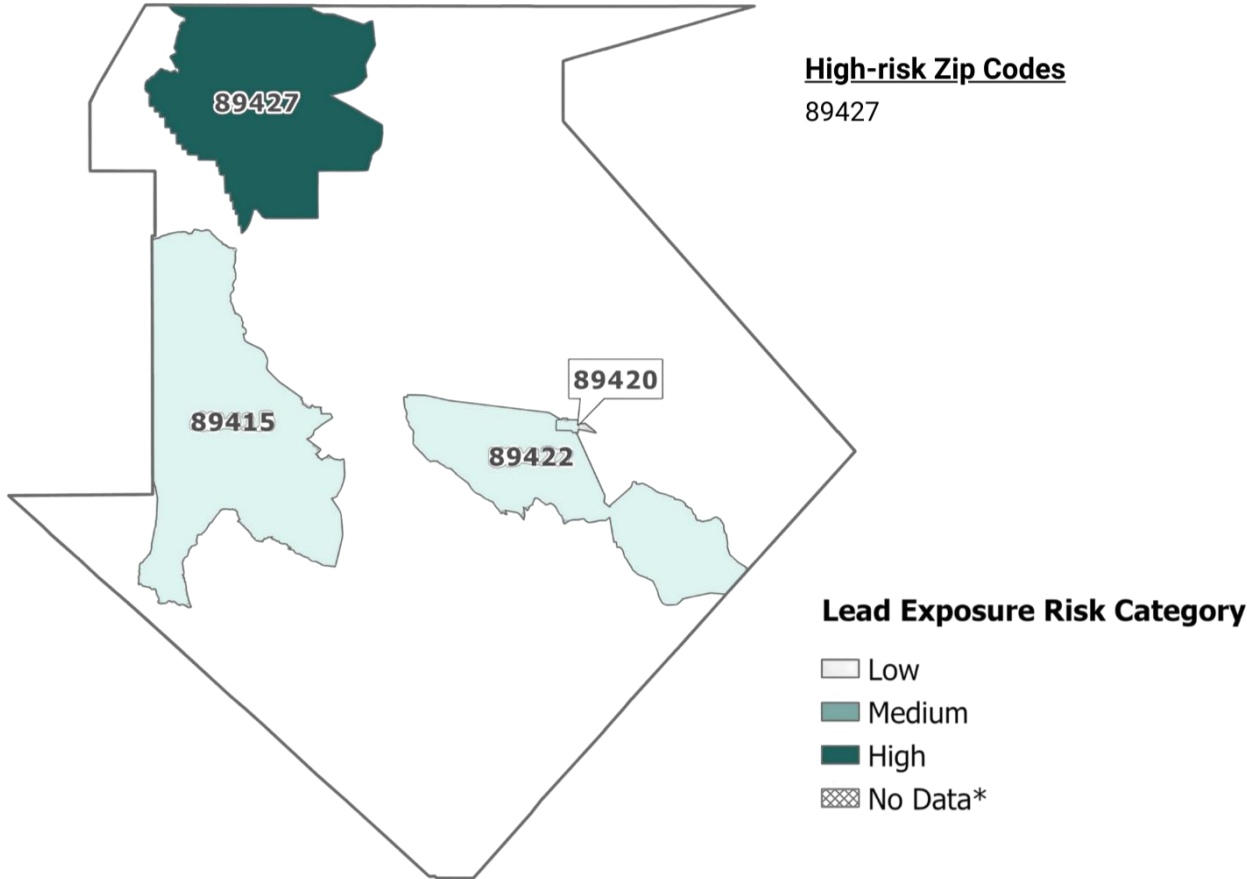 High-risk Zip Codes
89427
89427
89420
89415
89422
Lead Exposure Risk Category
Low
Medium
High
No Data*